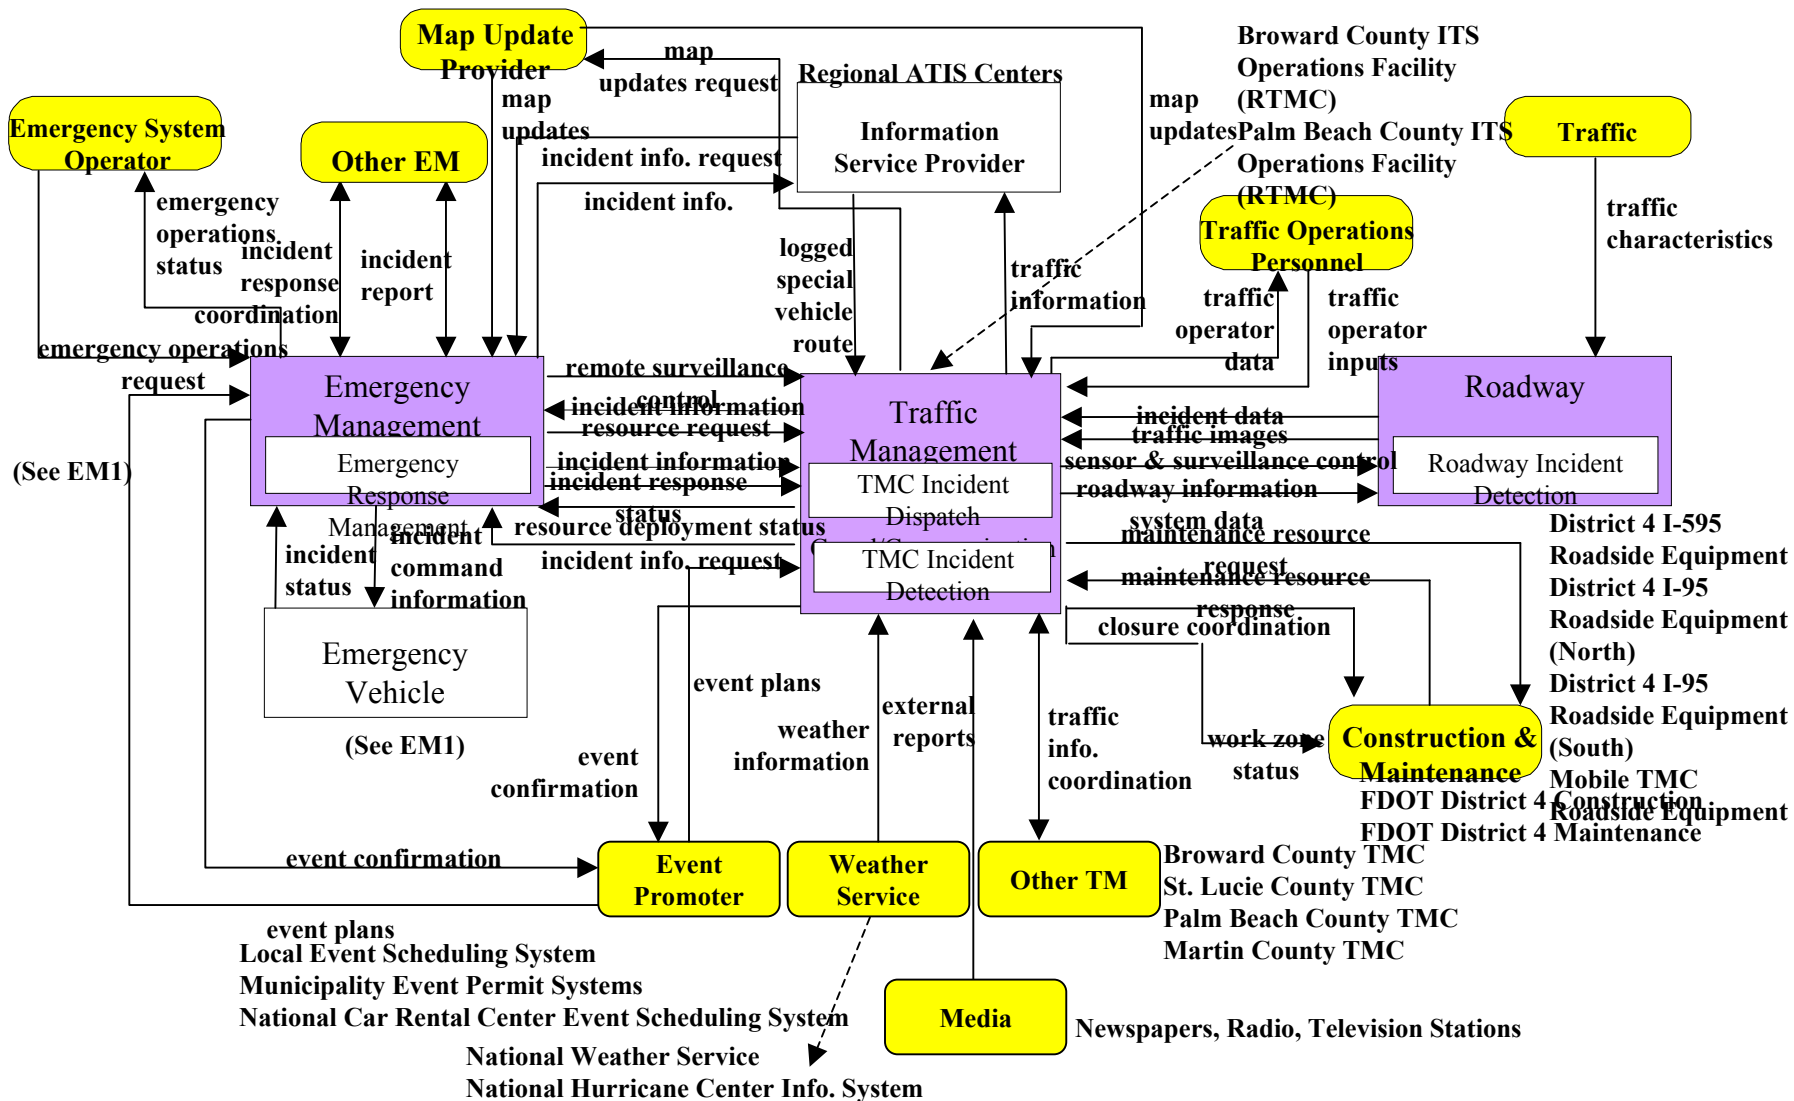 Map Update
Provider
map
updates request
map
updates
Regional ATIS Centers
Information
Service Provider
map
updates
Broward County ITS
Operations Facility
(RTMC)
Palm Beach County ITS
Operations Facility
(RTMC)
Traffic
Emergency System
Operator
Other EM
incident info. request
incident info.
emergency
operations
status
incident
response
coordination
incident
report
logged
special
vehicle
route
traffic
information
Traffic Operations
Personnel
traffic
characteristics
traffic
operator
data
traffic
operator
inputs
emergency operations
request
(See EM1)
Emergency
Management
Emergency
Response
Management
remote surveillance
control
incident information
resource request
incident information
incident response
status
resource deployment status
incident info. request
Traffic
Management
TMC Incident
Dispatch
TMC Incident
Detection
incident data
traffic images
sensor & surveillance control
roadway information
system data
Roadway
Roadway Incident
Detection
maintenance resource
request
maintenance resource
response
closure coordination
District 4 I-595
Roadside Equipment
District 4 I-95
Roadside Equipment
(North)
District 4 I-95
Roadside Equipment
(South)
Mobile TMC
Roadside Equipment
incident
status
incident
command
information
Emergency
Vehicle
(See EM1)
event plans
event
confirmation
weather
information
external
reports
traffic
info.
coordination
work zone
status
Construction &
Maintenance
FDOT District 4 Construction
FDOT District 4 Maintenance
event confirmation
Event
Promoter
Weather
Service
Other TM
Broward County TMC
St. Lucie County TMC
Palm Beach County TMC
Martin County TMC
event plans
Local Event Scheduling System
Municipality Event Permit Systems
National Car Rental Center Event Scheduling System
Media
Newspapers, Radio, Television Stations
National Weather Service
National Hurricane Center Info. System